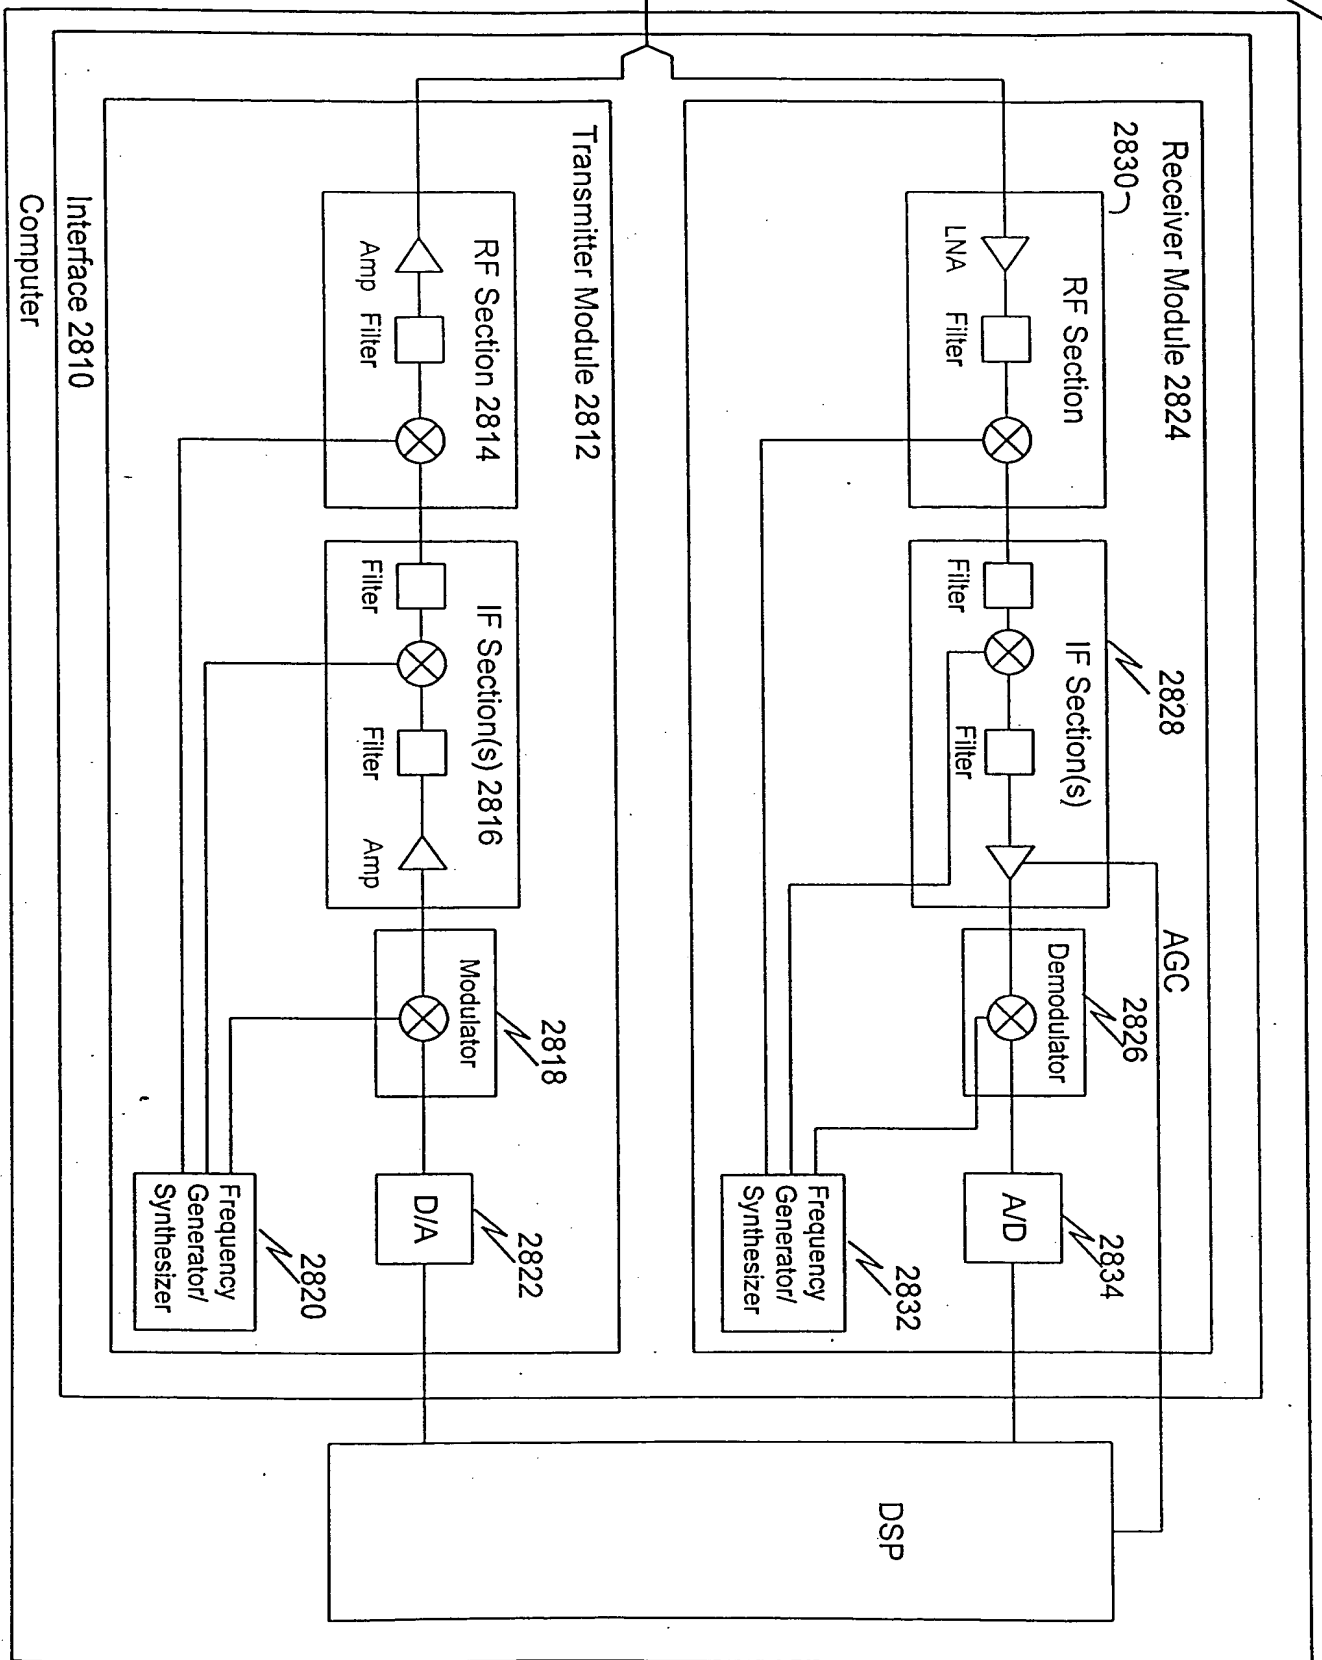 Receiver Module 2824
2830
RF Section
LNA
Filter
2828
IF Section(s)
Filter
Filter
AGC
2826
Demodulator
2834
A/D
2832
Frequency
Generator/
Synthesizer
Transmitter Module 2812
RF Section 2814
Amp
Filter
IF Section(s) 2816
Filter
Filter
Amp
2818
Modulator
2822
D/A
2820
Frequency
Generator/
Synthesizer
DSP
Interface 2810
Computer